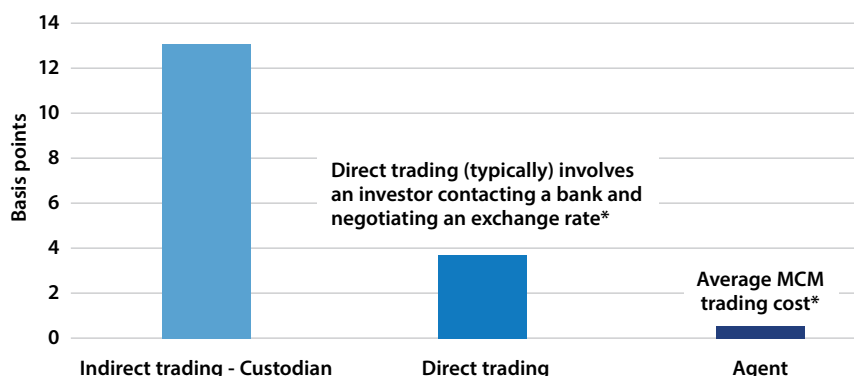 14
12
10
8
6
4
2
0
Basis points
Direct trading (typically) involves
an investor contacting a bank and
negotiating an exchange rate*
Average MCM
trading cost*
Indirect trading - Custodian
Direct trading
Agent